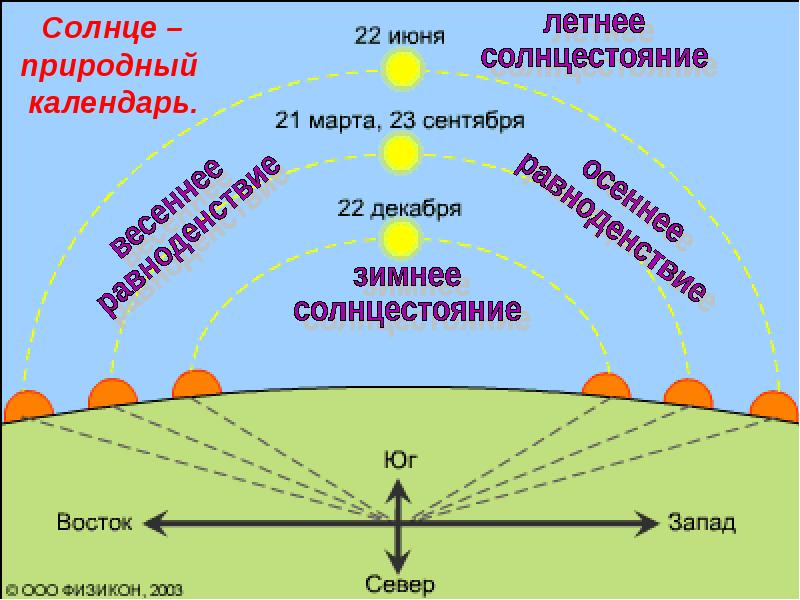 Солнце –
природный
календарь.
22 июня
летнее
солнцестояние
21 марта, 23 сентября
весеннее
равноденствие
осеннее
равноденствие
22 декабря
зимнее
солнцестояние
Юг
Восток
Запад
Север
© ООО ФИЗИКОН, 2003